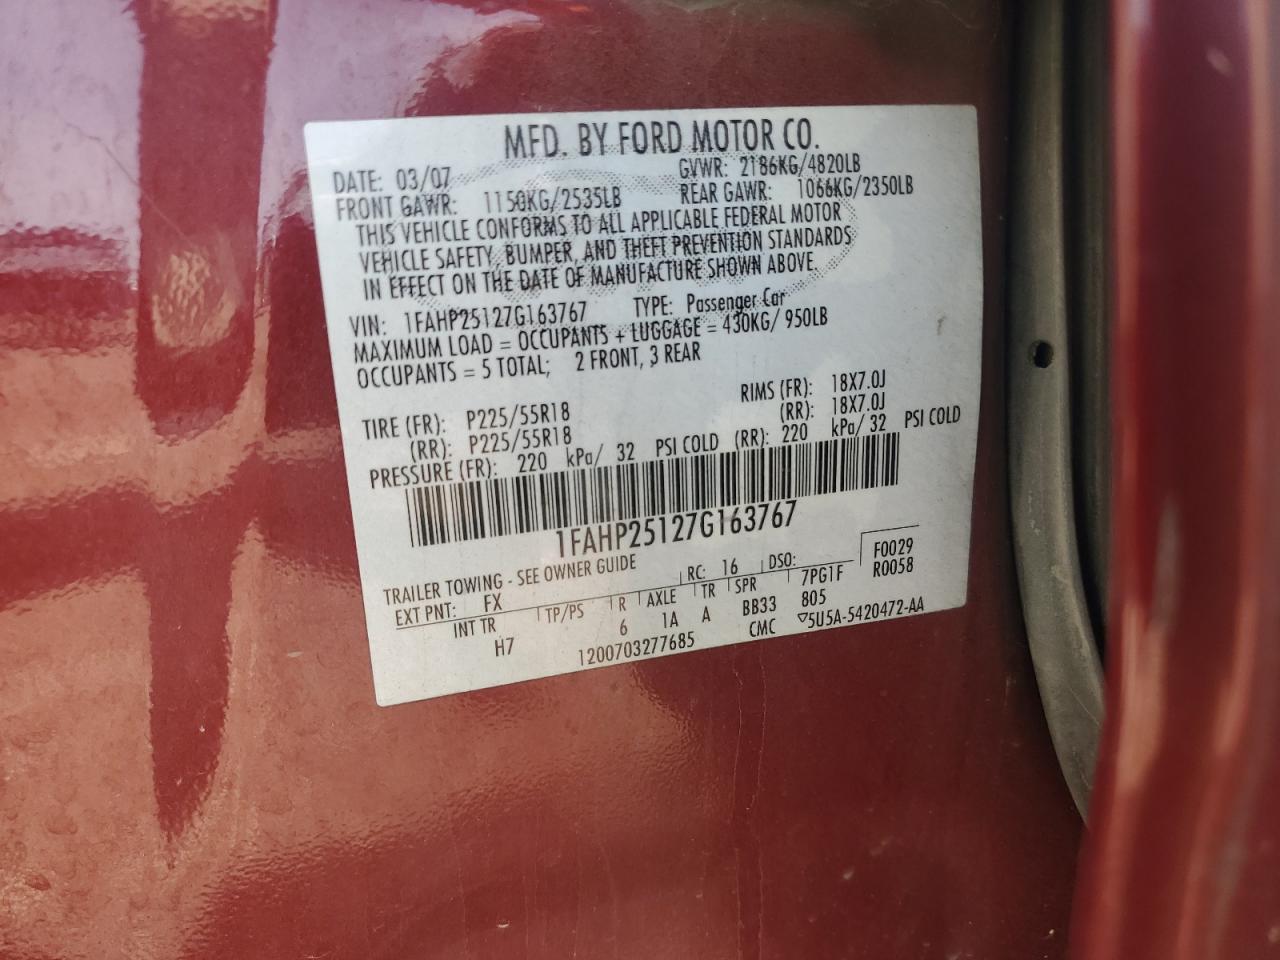 MFD. BY FORD MOTOR CO.
DATE: 03/07 GVWR: 2186KG/4820LB
FRONT GAWR: 1150KG/2535LB REAR GAWR: 1066KG/2350LB
THIS VEHICLE CONFORMS TO ALL APPLICABLE FEDERAL MOTOR
VEHICLE SAFETY, BUMPER, AND THEFT PREVENTION STANDARDS
IN EFFECT ON THE DATE OF MANUFACTURE SHOWN ABOVE.
VIN: 1FAHP25127G163767 TYPE: Passenger Car
MAXIMUM LOAD = OCCUPANTS + LUGGAGE = 430KG/ 950LB
OCCUPANTS = 5 TOTAL; 2 FRONT, 3 REAR
TIRE (FR): P225/55R18 RIMS (FR): 18X7.0J
(RR): P225/55R18 (RR): 18X7.0J
PRESSURE (FR): 220 kPa/ 32 PSI COLD (RR): 220 kPa/ 32 PSI COLD
1FAHP25127G163767
TRAILER TOWING - SEE OWNER GUIDE F0029
EXT PNT: FX RC: 16 DSO: R0058
INT TR TP/PS R AXLE TR SPR 7PG1F
H7 6 1A A BB33 805
1200703277685 CMC ▽5U5A-5420472-AA